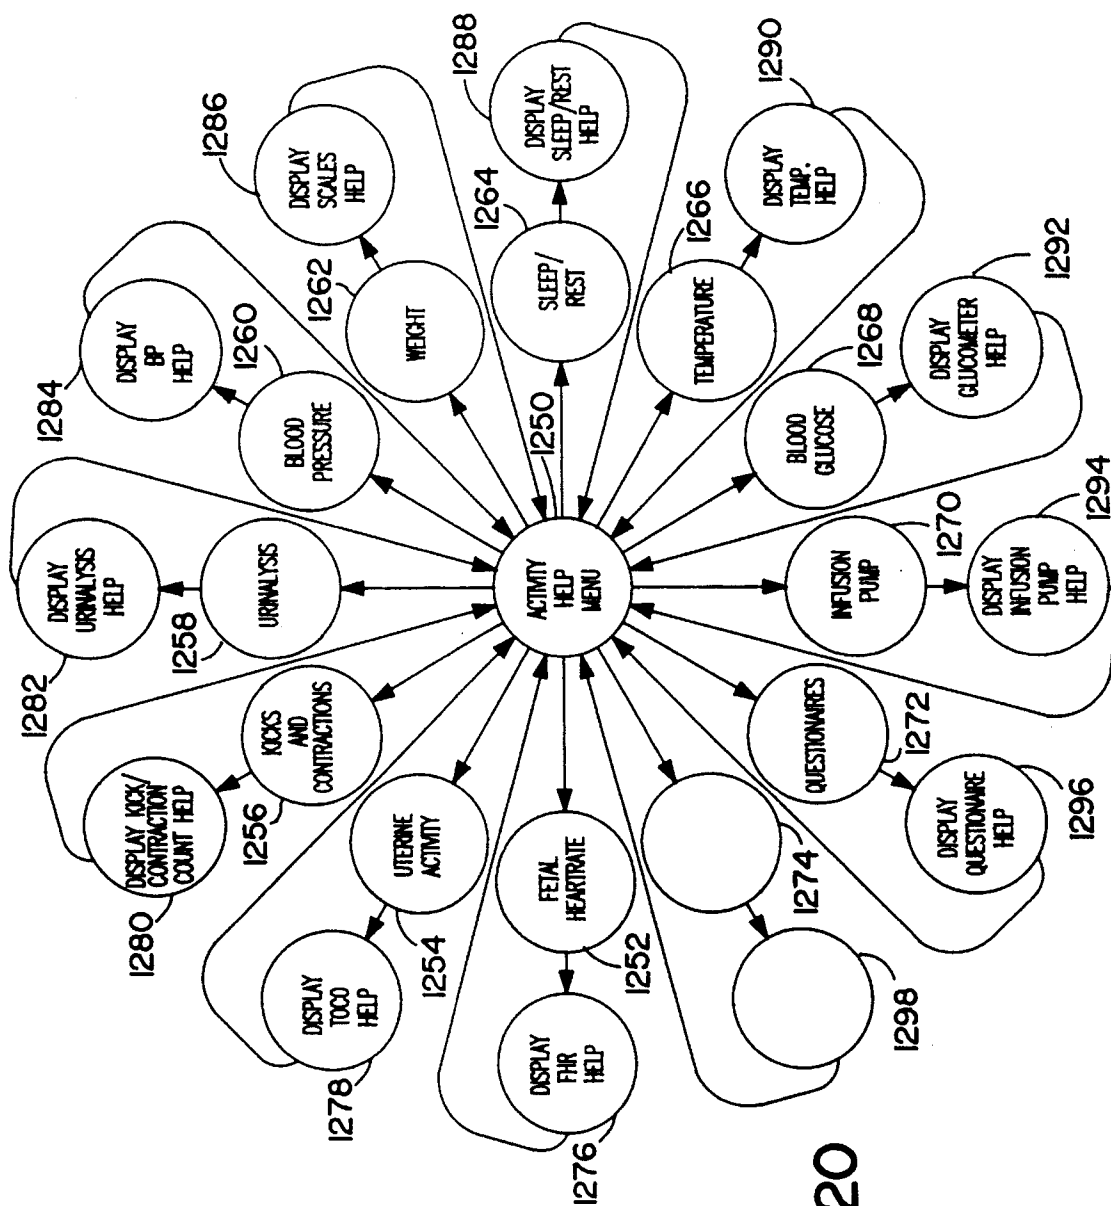 1276
DISPLAY
FHR
HELP
1252
FETAL
HEARTRATE
1278
DISPLAY
TOCO
HELP
1254
UTERINE
ACTIVITY
1280
DISPLAY KICK/
CONTRACTION
COUNT HELP
1256
KICKS
AND
CONTRACTIONS
1282
DISPLAY
URINALYSIS
HELP
1258
URINALYSIS
1284
DISPLAY
BP
HELP
1260
BLOOD
PRESSURE
1286
DISPLAY
SCALES
HELP
1262
WEIGHT
1288
DISPLAY
SLEEP/REST
HELP
1264
SLEEP/
REST
1290
DISPLAY
TEMP.
HELP
1266
TEMPERATURE
1292
DISPLAY
GLUCOMETER
HELP
1268
BLOOD
GLUCOSE
1294
DISPLAY
INFUSION
PUMP HELP
1270
INFUSION
PUMP
1296
DISPLAY
QUESTIONAIRE
HELP
1272
QUESTIONAIRES
1274
1298
1250
ACTIVITY
HELP
MENU
20